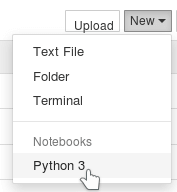 Upload New
Text File
Folder
Terminal
Notebooks
Python 3